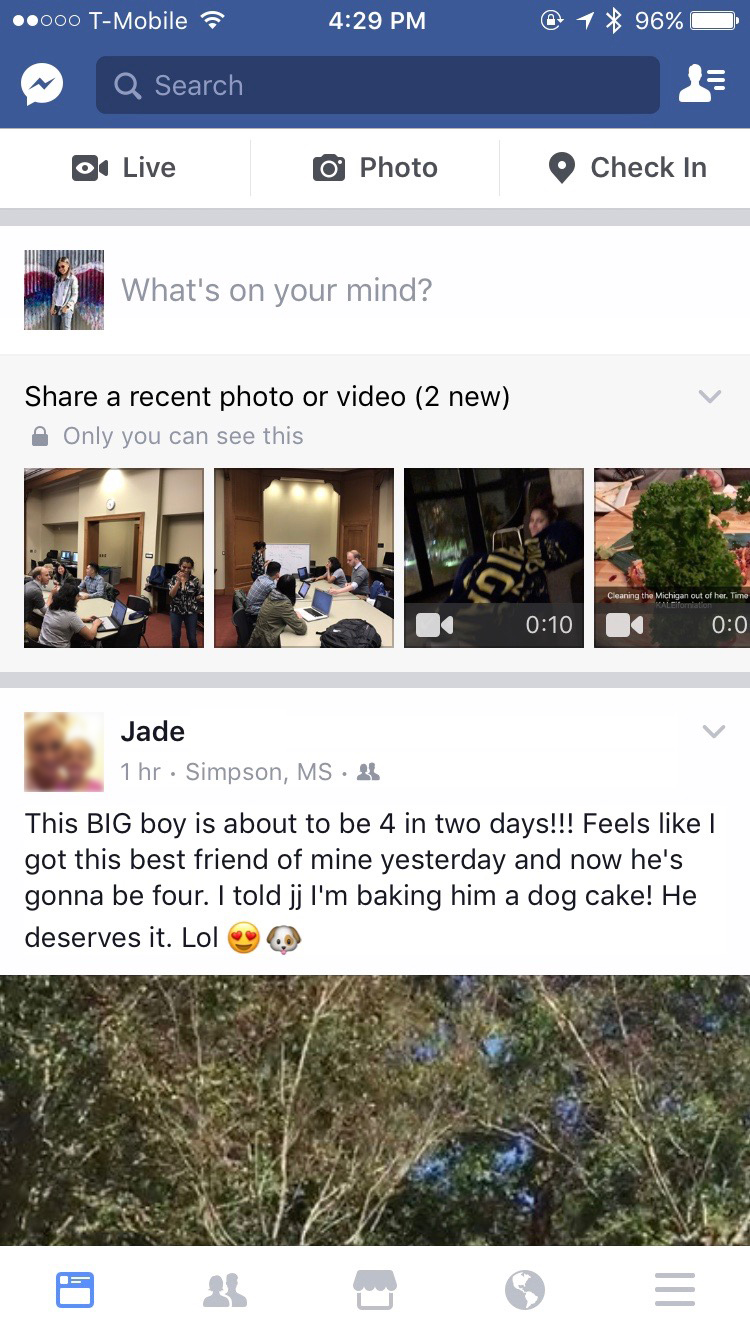 T-Mobile 4:29 PM 96%
Search
Live Photo Check In
What's on your mind?
Share a recent photo or video (2 new)
Only you can see this
Cleaning the Michigan out of her. Time
0:10 0:0
Jade
1 hr · Simpson, MS ·
This BIG boy is about to be 4 in two days!!! Feels like I
got this best friend of mine yesterday and now he's
gonna be four. I told jj I'm baking him a dog cake! He
deserves it. Lol 😍🐶